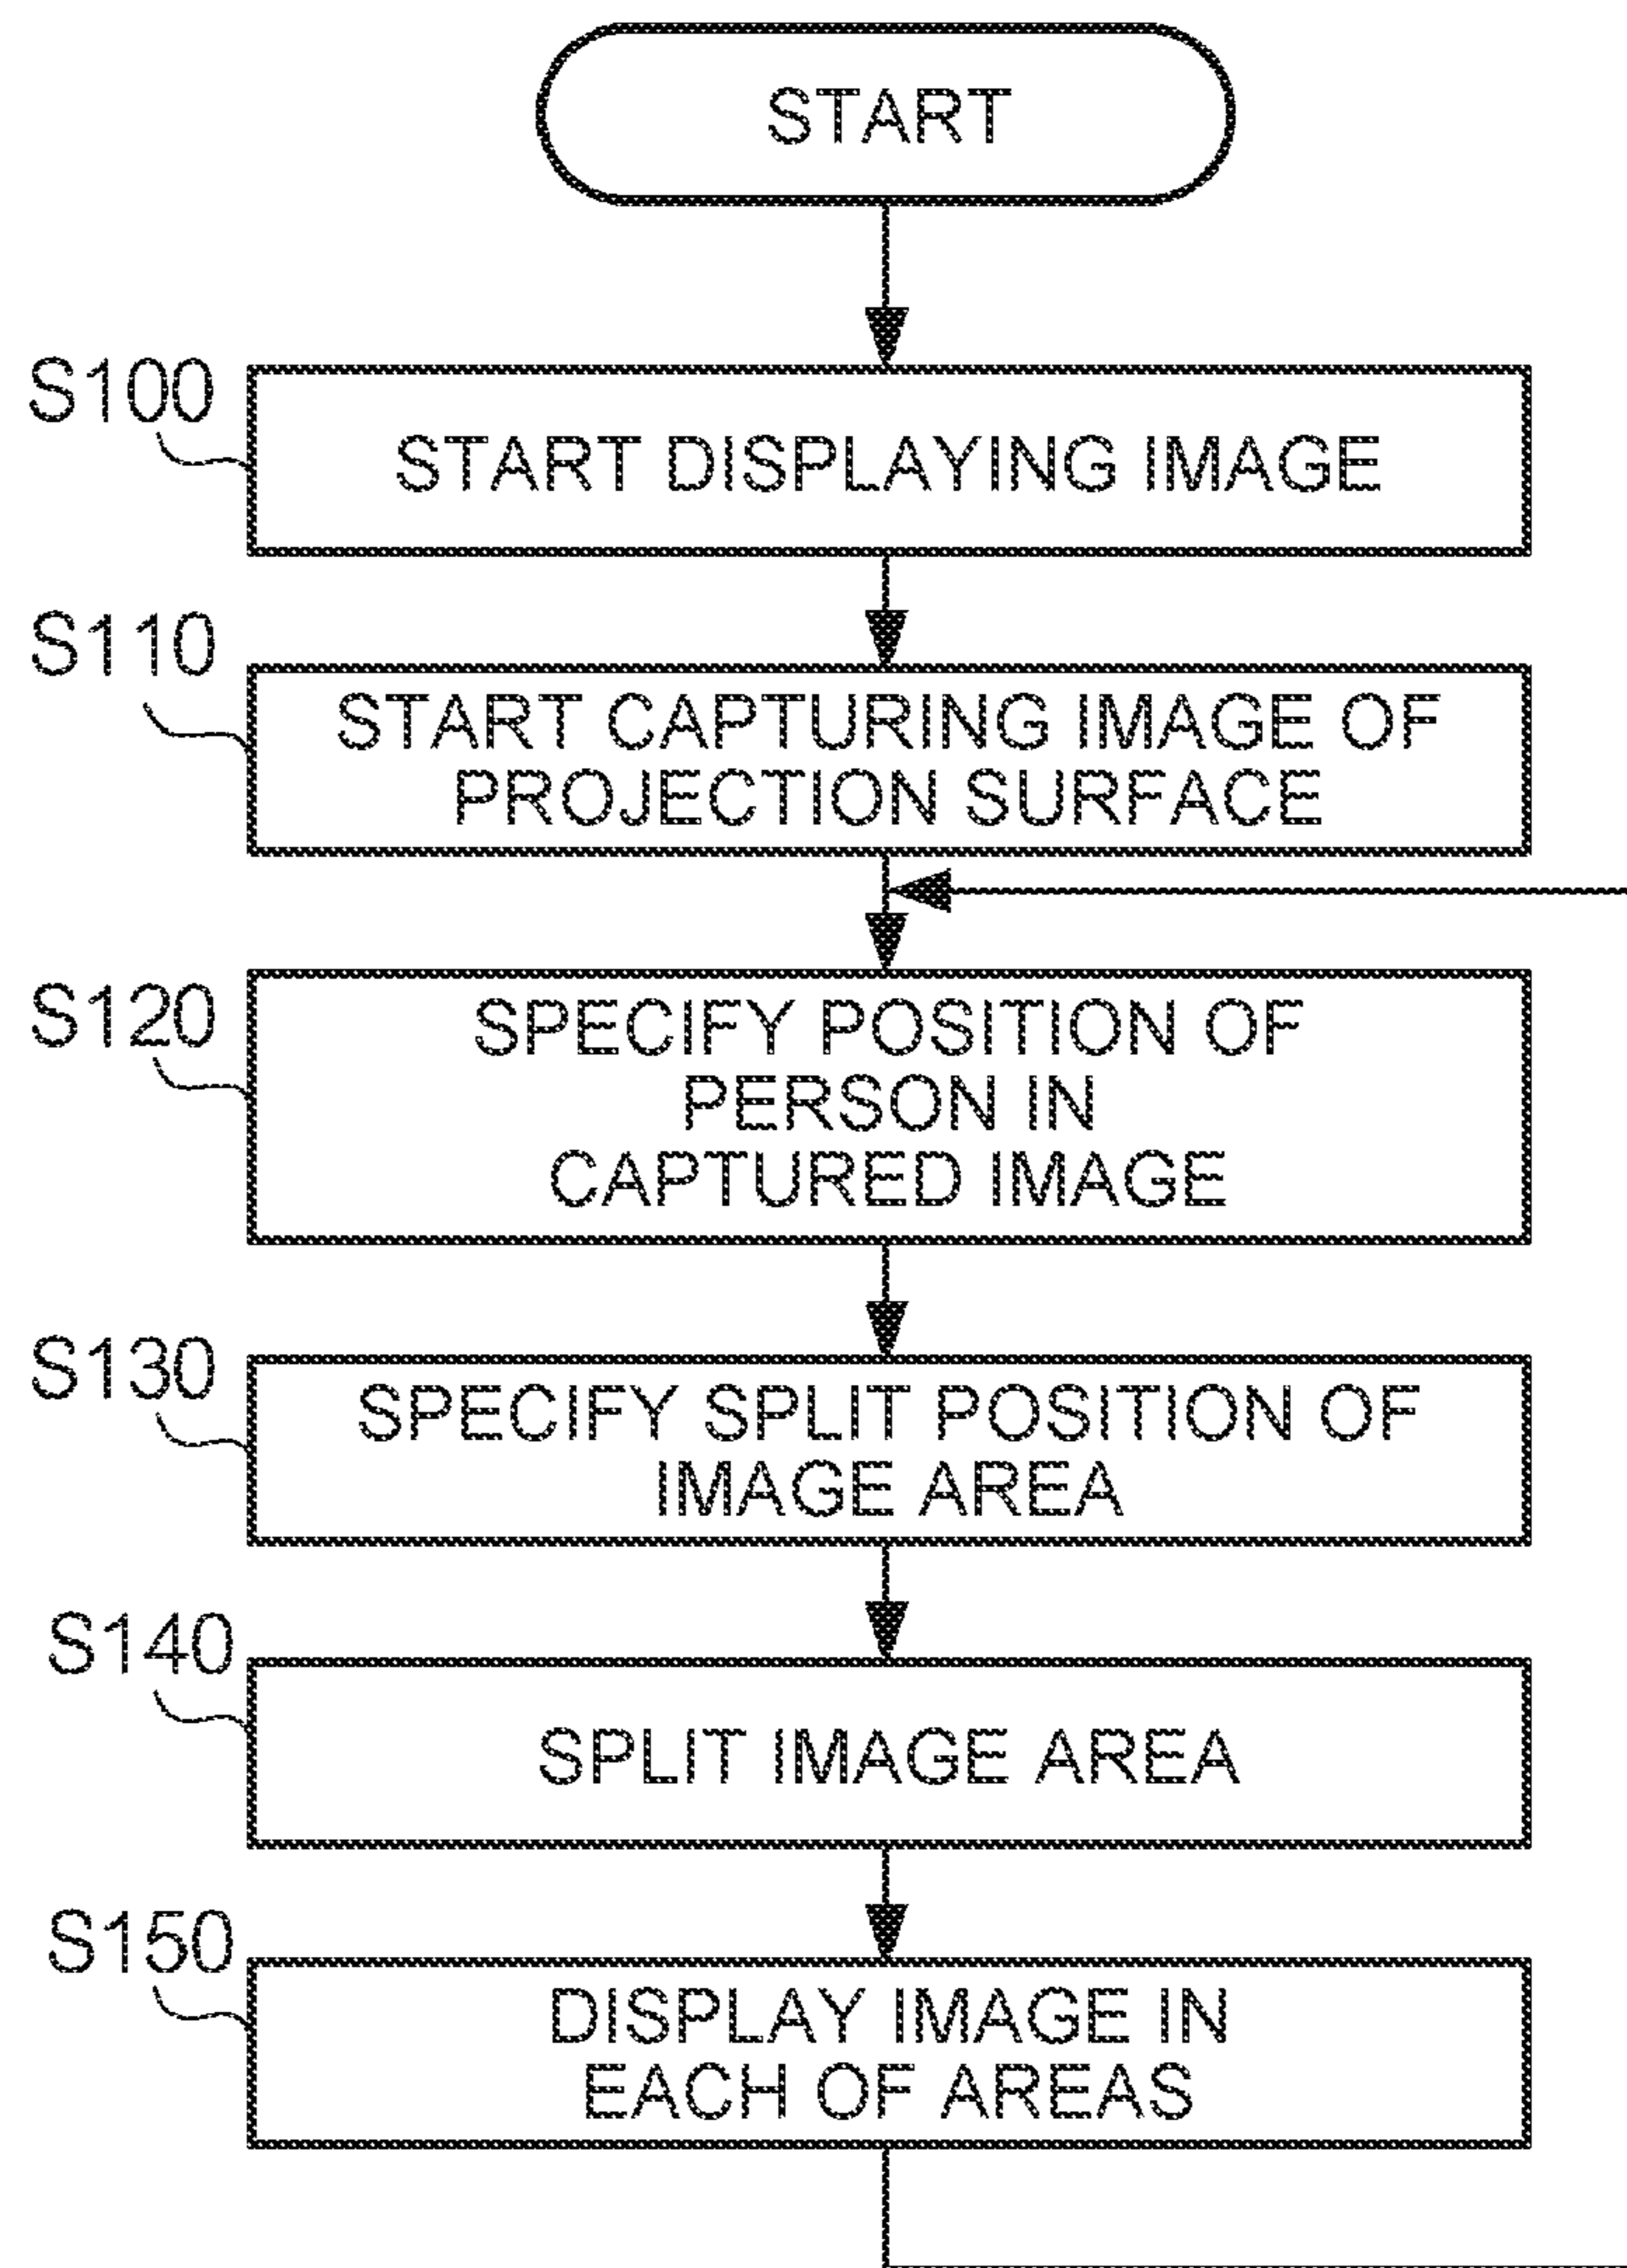 START
S100
START DISPLAYING IMAGE
S110
START CAPTURING IMAGE OF
PROJECTION SURFACE
S120
SPECIFY POSITION OF
PERSON IN
CAPTURED IMAGE
S130
SPECIFY SPLIT POSITION OF
IMAGE AREA
S140
SPLIT IMAGE AREA
S150
DISPLAY IMAGE IN
EACH OF AREAS